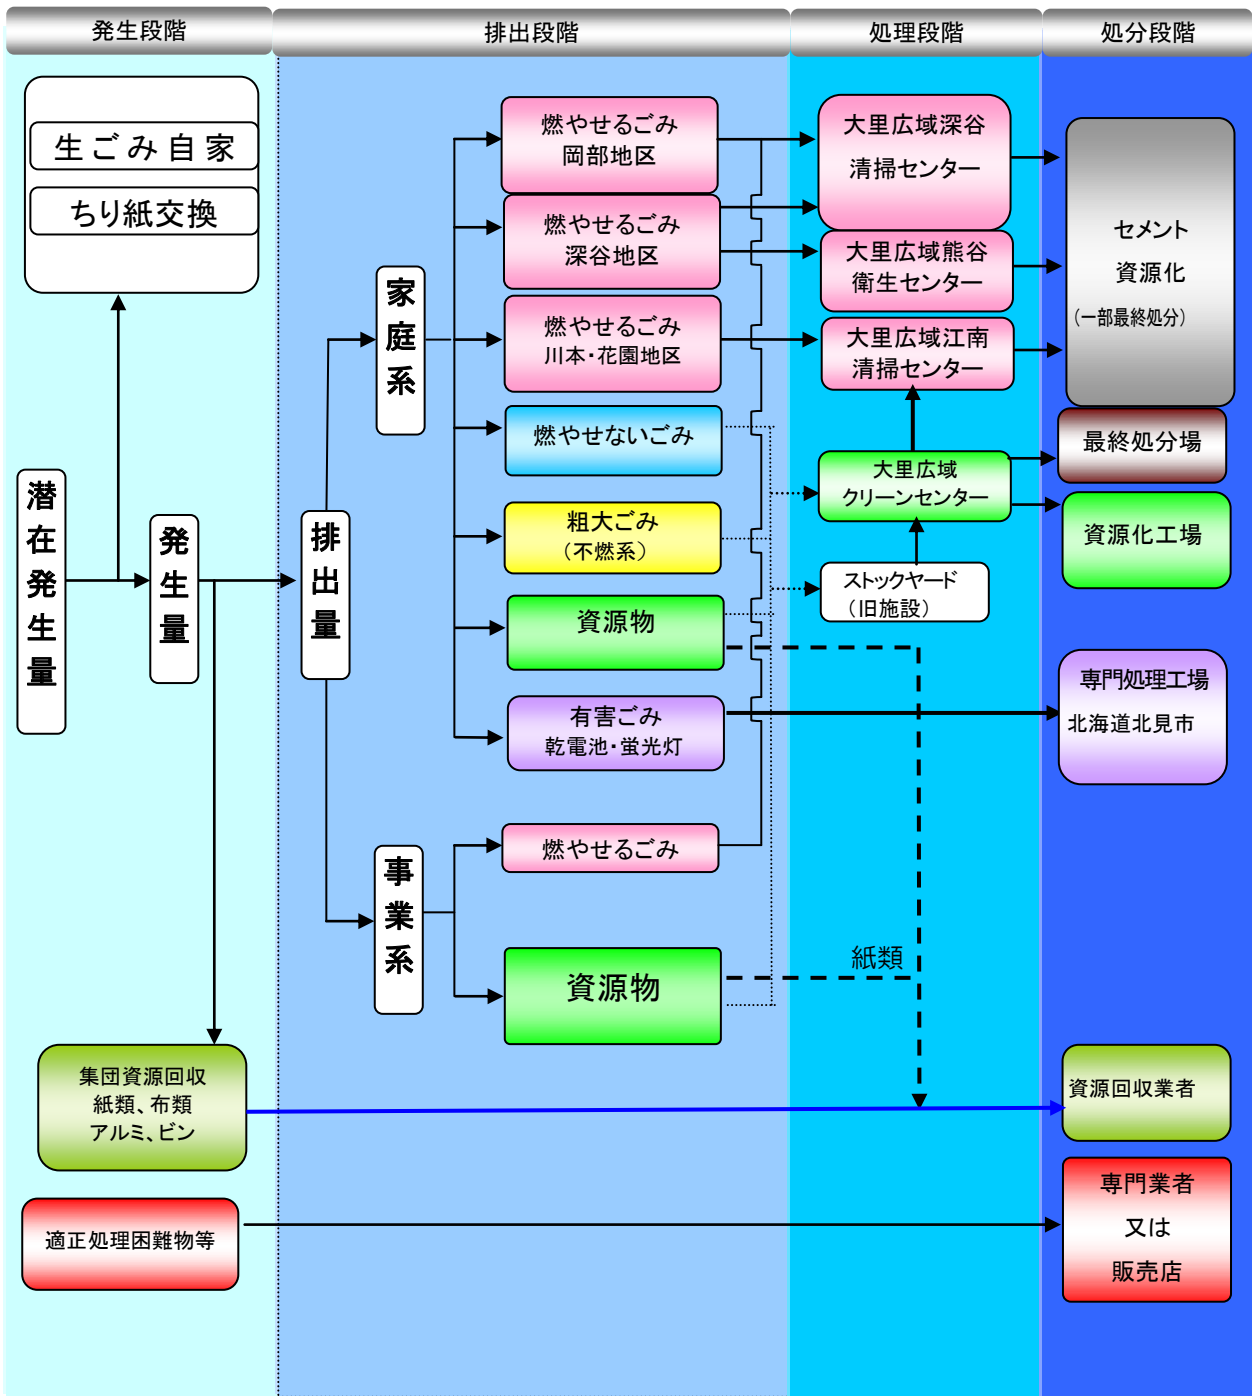 発生段階
排出段階
処理段階
処分段階
生ごみ自家
ちり紙交換
潜在発生量
発生量
集団資源回収
紙類、布類
アルミ、ビン
適正処理困難物等
排出量
家庭系
事業系
燃やせるごみ
岡部地区
燃やせるごみ
深谷地区
燃やせるごみ
川本・花園地区
燃やせないごみ
粗大ごみ
（不燃系）
資源物
有害ごみ
乾電池・蛍光灯
燃やせるごみ
資源物
大里広域深谷
清掃センター
大里広域熊谷
衛生センター
大里広域江南
清掃センター
大里広域
クリーンセンター
ストックヤード
（旧施設）
紙類
セメント
資源化
（一部最終処分）
最終処分場
資源化工場
専門処理工場
北海道北見市
資源回収業者
専門業者
又は
販売店